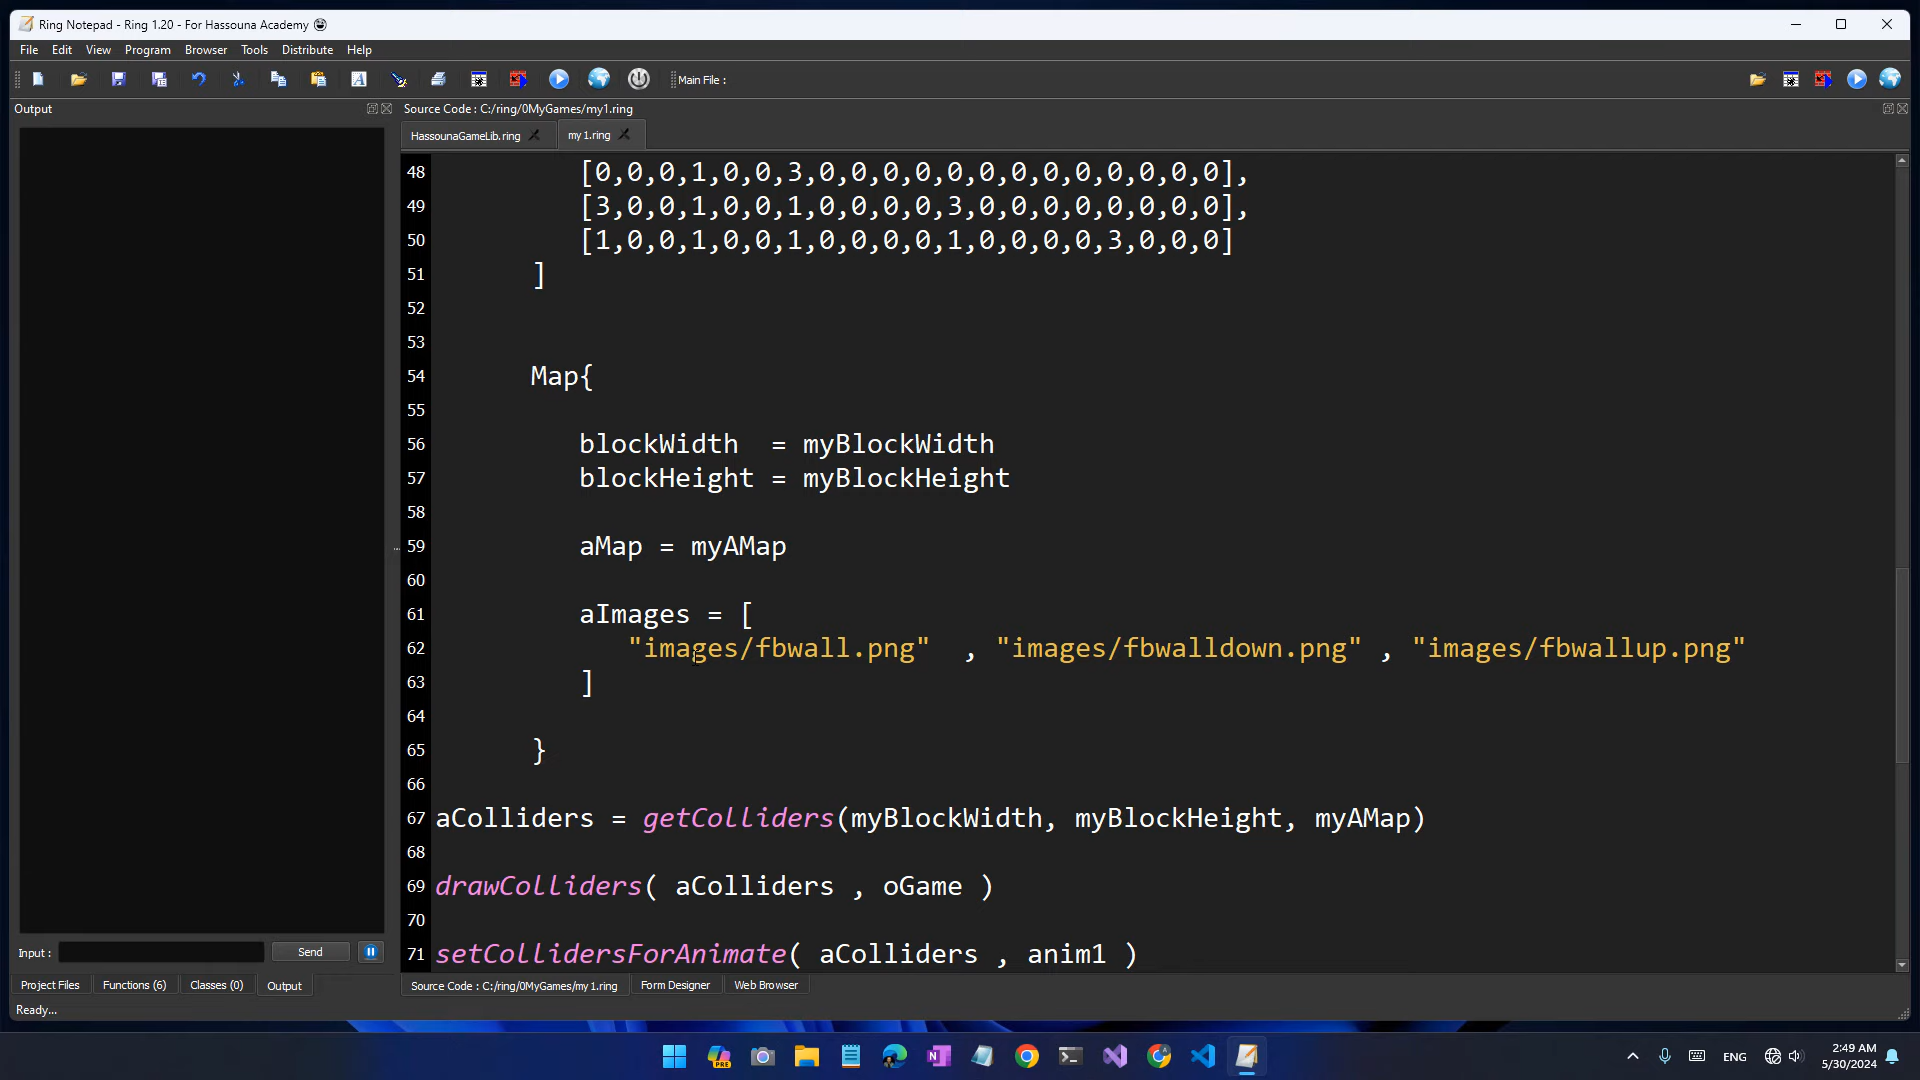 Ring Notepad - Ring 1.20 - For Hassouna Academy 😀
File Edit View Program Browser Tools Distribute Help
Main File :
Output
Source Code : C:/ring/0MyGames/my1.ring
HassounaGameLib.ring my1.ring
48 [0,0,0,1,0,0,3,0,0,0,0,0,0,0,0,0,0,0,0,0],
49 [3,0,0,1,0,0,1,0,0,0,0,3,0,0,0,0,0,0,0,0],
50 [1,0,0,1,0,0,1,0,0,0,0,1,0,0,0,0,3,0,0,0]
51 ]
52
53
54 Map{
55
56 blockWidth = myBlockWidth
57 blockHeight = myBlockHeight
58
59 aMap = myAMap
60
61 aImages = [
62 "images/fbwall.png" , "images/fbwalldown.png" , "images/fbwallup.png"
63 ]
64
65 }
66
67 aColliders = getColliders(myBlockWidth, myBlockHeight, myAMap)
68
69 drawColliders( aColliders , oGame )
70
71 setCollidersForAnimate( aColliders , anim1 )
Input : Send
Project Files Functions (6) Classes (0) Output
Source Code : C:/ring/0MyGames/my1.ring Form Designer Web Browser
Ready...
PRE
ENG
2:49 AM
5/30/2024